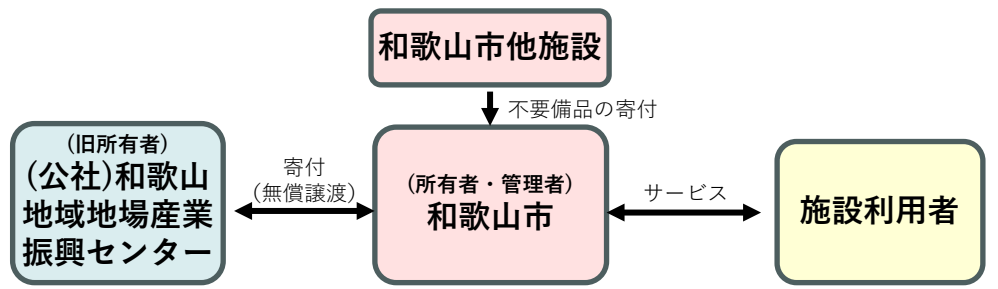 和歌山市他施設
不要備品の寄付
(旧所有者)
(公社)和歌山
地域地場産業
振興センター
寄付
(無償譲渡)
(所有者・管理者)
和歌山市
サービス
施設利用者